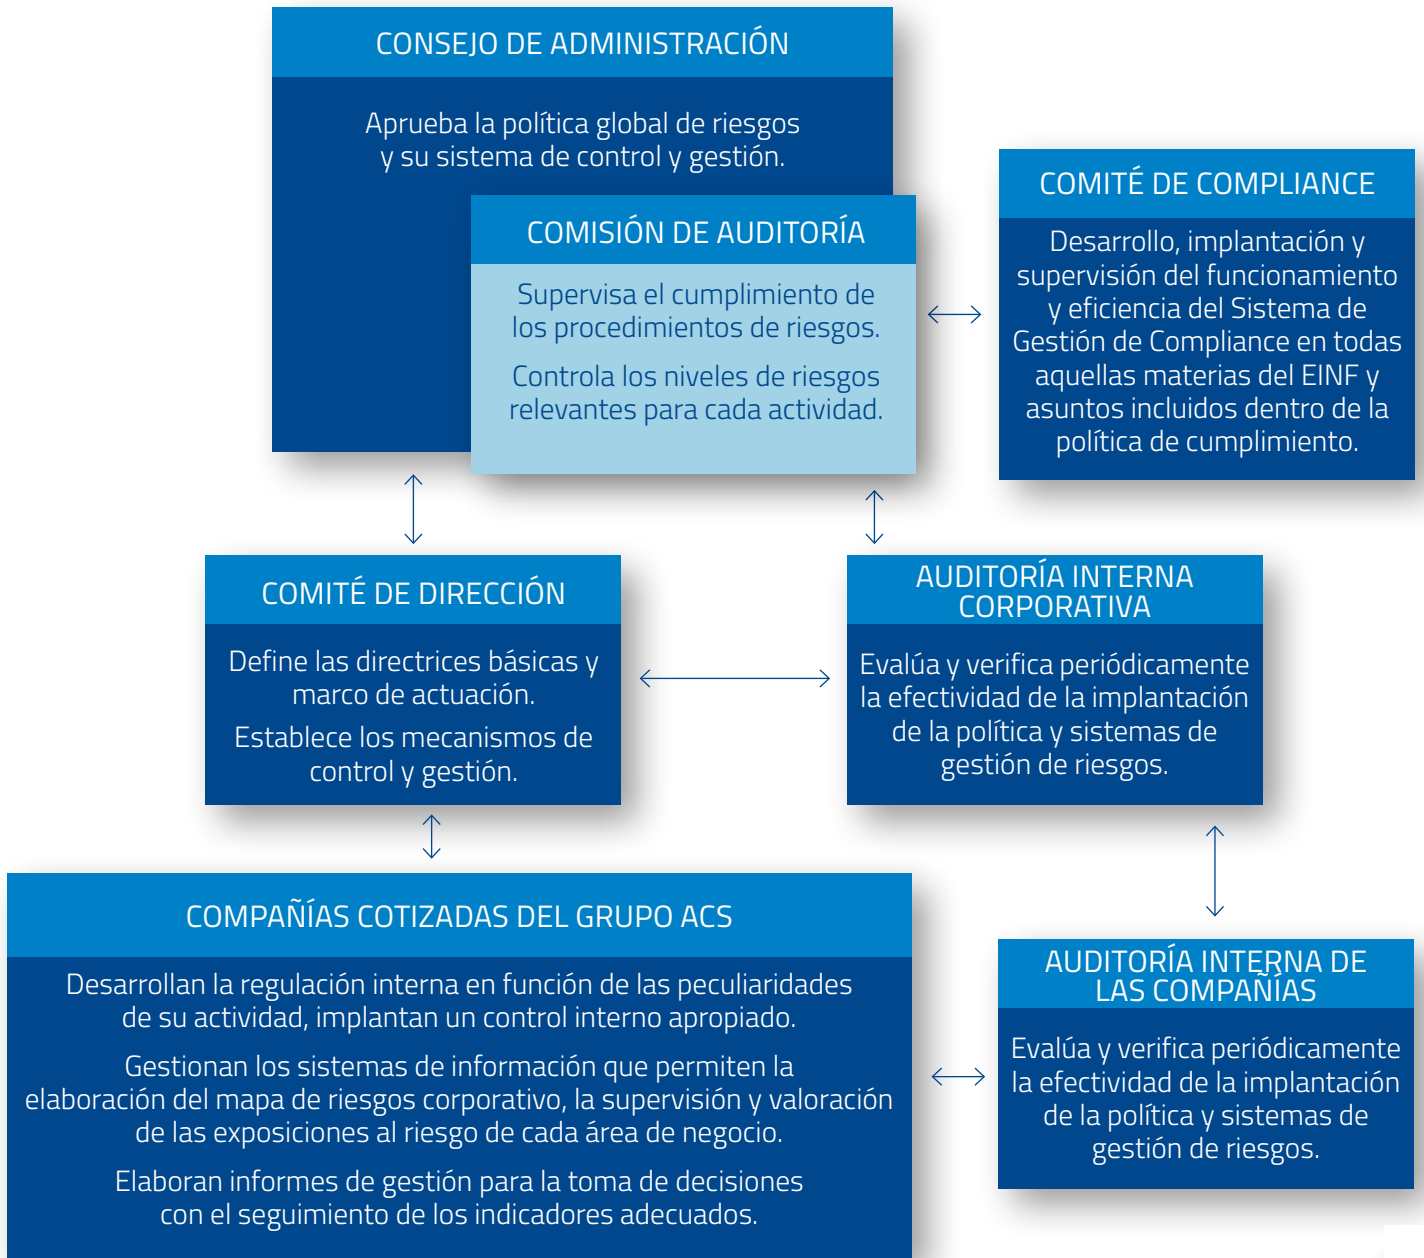 CONSEJO DE ADMINISTRACIÓN
Aprueba la política global de riesgos
y su sistema de control y gestión.
COMISIÓN DE AUDITORÍA
Supervisa el cumplimiento de
los procedimientos de riesgos.
Controla los niveles de riesgos
relevantes para cada actividad.
COMITÉ DE COMPLIANCE
Desarrollo, implantación y
supervisión del funcionamiento
y eficiencia del Sistema de
Gestión de Compliance en todas
aquellas materias del EINF y
asuntos incluidos dentro de la
política de cumplimiento.
COMITÉ DE DIRECCIÓN
Define las directrices básicas y
marco de actuación.
Establece los mecanismos de
control y gestión.
AUDITORÍA INTERNA
CORPORATIVA
Evalúa y verifica periódicamente
la efectividad de la implantación
de la política y sistemas de
gestión de riesgos.
COMPAÑÍAS COTIZADAS DEL GRUPO ACS
Desarrollan la regulación interna en función de las peculiaridades
de su actividad, implantan un control interno apropiado.
Gestionan los sistemas de información que permiten la
elaboración del mapa de riesgos corporativo, la supervisión y valoración
de las exposiciones al riesgo de cada área de negocio.
Elaboran informes de gestión para la toma de decisiones
con el seguimiento de los indicadores adecuados.
AUDITORÍA INTERNA DE
LAS COMPAÑÍAS
Evalúa y verifica periódicamente
la efectividad de la implantación
de la política y sistemas de
gestión de riesgos.